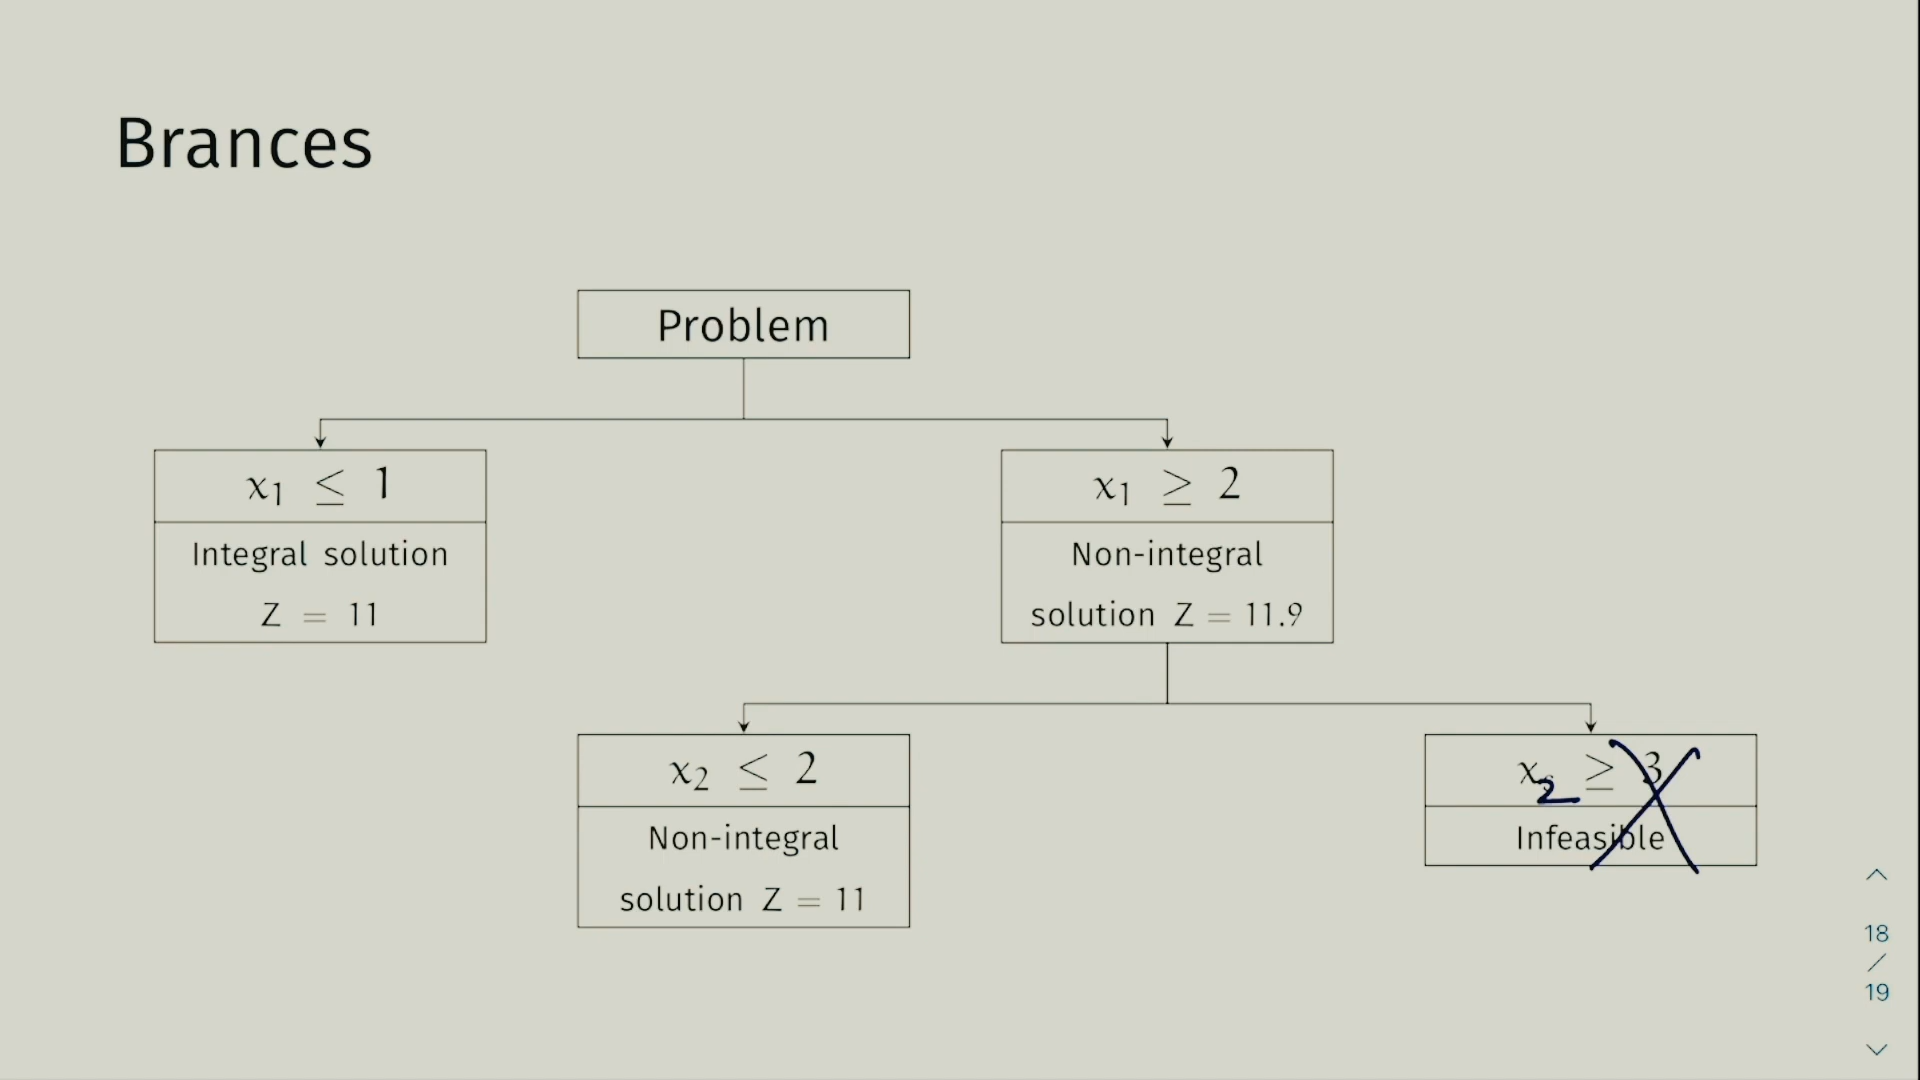 Brances
Problem
x₁ ≤ 1
Integral solution
Z = 11
x₁ ≥ 2
Non-integral
solution Z = 11.9
x₂ ≤ 2
Non-integral
solution Z = 11
x₂ ≥ 3
Infeasible
18
/
19